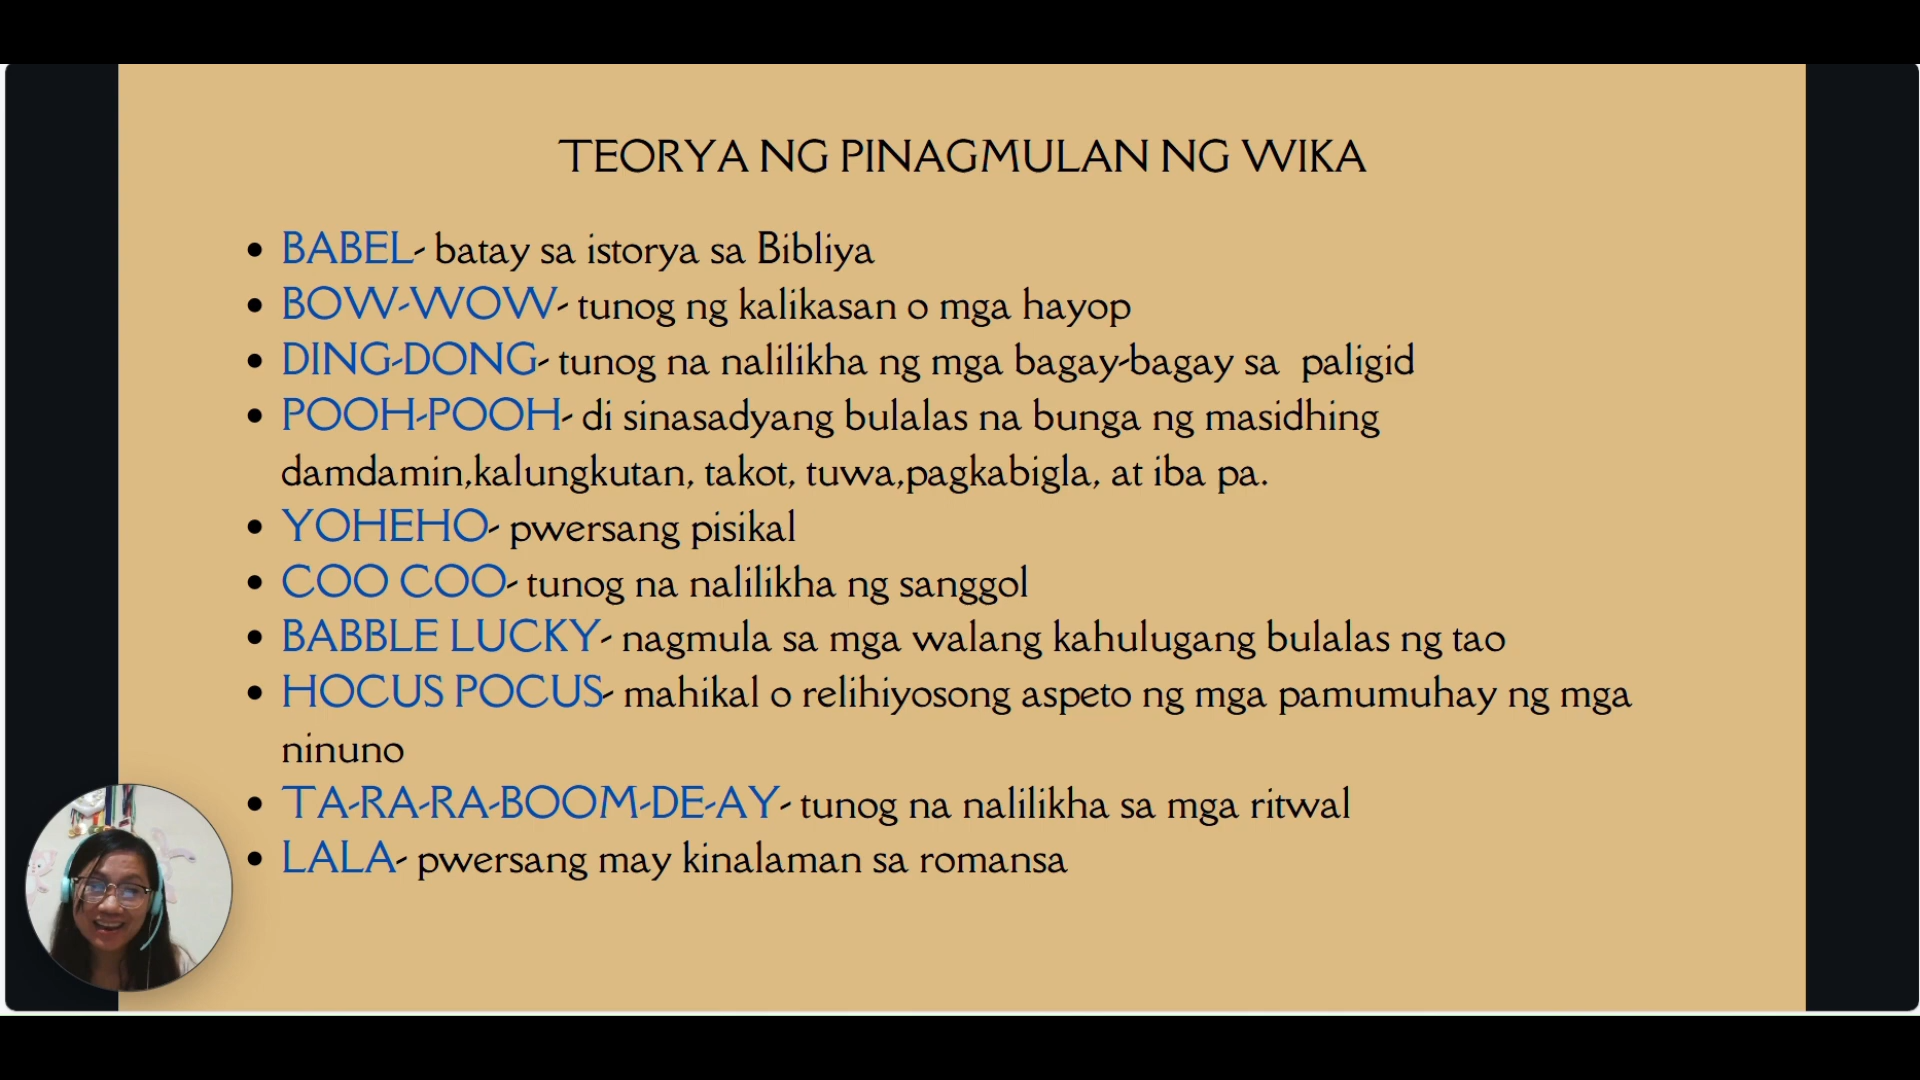 TEORYA NG PINAGMULAN NG WIKA
• BABEL- batay sa istorya sa Bibliya
• BOW-WOW- tunog ng kalikasan o mga hayop
• DING-DONG- tunog na nalilikha ng mga bagay-bagay sa paligid
• POOH-POOH- di sinasadyang bulalas na bunga ng masidhing
damdamin,kalungkutan, takot, tuwa,pagkabigla, at iba pa.
• YOHEHO- pwersang pisikal
• COO COO- tunog na nalilikha ng sanggol
• BABBLE LUCKY- nagmula sa mga walang kahulugang bulalas ng tao
• HOCUS POCUS- mahikal o relihiyosong aspeto ng mga pamumuhay ng mga
ninuno
• TA-RA-RA-BOOM-DE-AY- tunog na nalilikha sa mga ritwal
• LALA- pwersang may kinalaman sa romansa